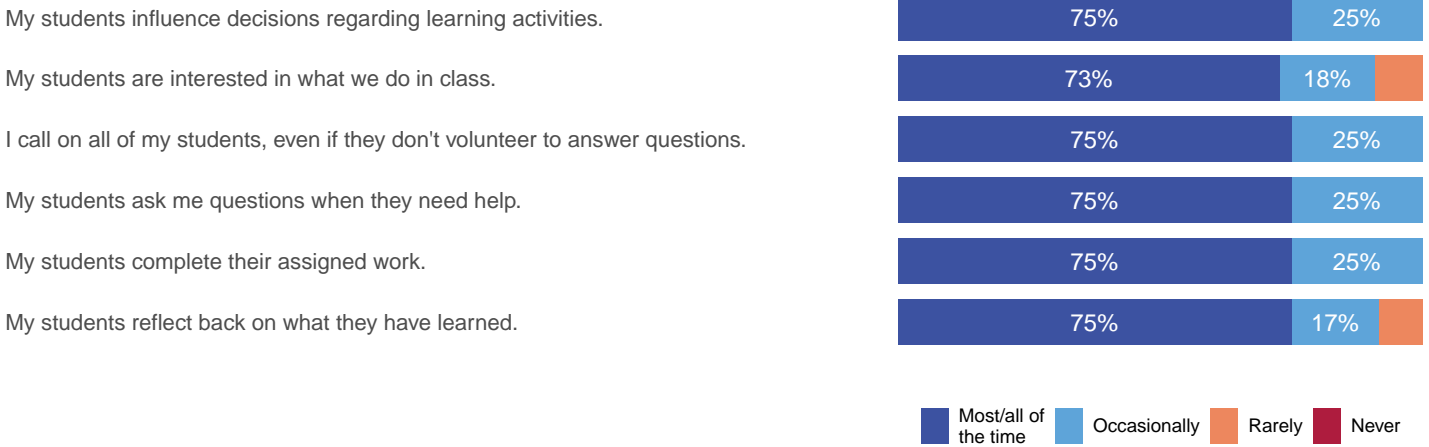 My students influence decisions regarding learning activities. 75% 25%
My students are interested in what we do in class. 73% 18%
I call on all of my students, even if they don't volunteer to answer questions. 75% 25%
My students ask me questions when they need help. 75% 25%
My students complete their assigned work. 75% 25%
My students reflect back on what they have learned. 75% 17%
Most/all of
the time
Occasionally
Rarely
Never